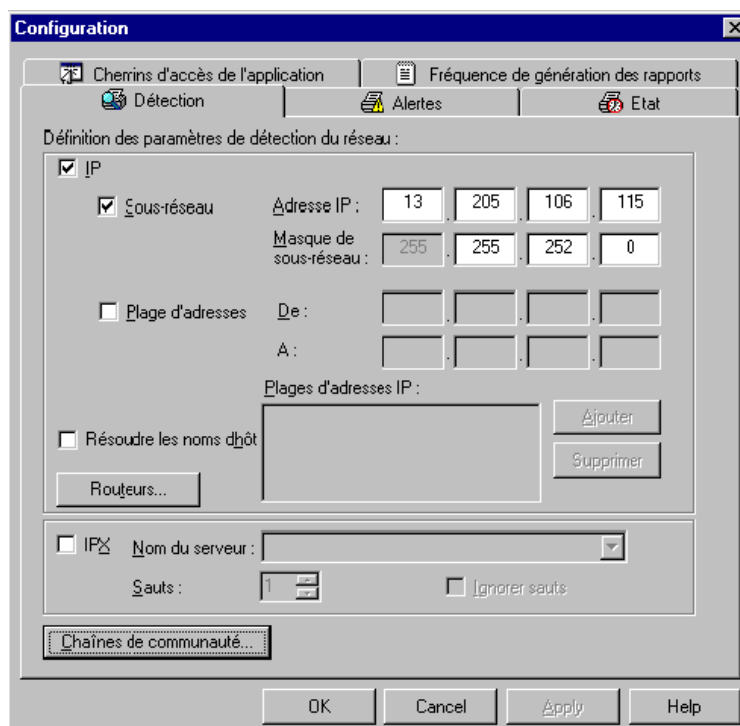 Configuration
Chemins d'accès de l'application
Fréquence de génération des rapports
Détection
Alertes
Etat
Définition des paramètres de détection du réseau :
IP
Sous-réseau
Adresse IP : 13 . 205 . 106 . 115
Masque de
sous-réseau : 255 . 255 . 252 . 0
Plage d'adresses
De : . . .
A : . . .
Plages d'adresses IP :
Ajouter
Résoudre les noms dhôt
Supprimer
Routeurs...
IPX
Nom du serveur :
Sauts : 1
Ignorer sauts
Chaînes de communauté...
OK
Cancel
Apply
Help